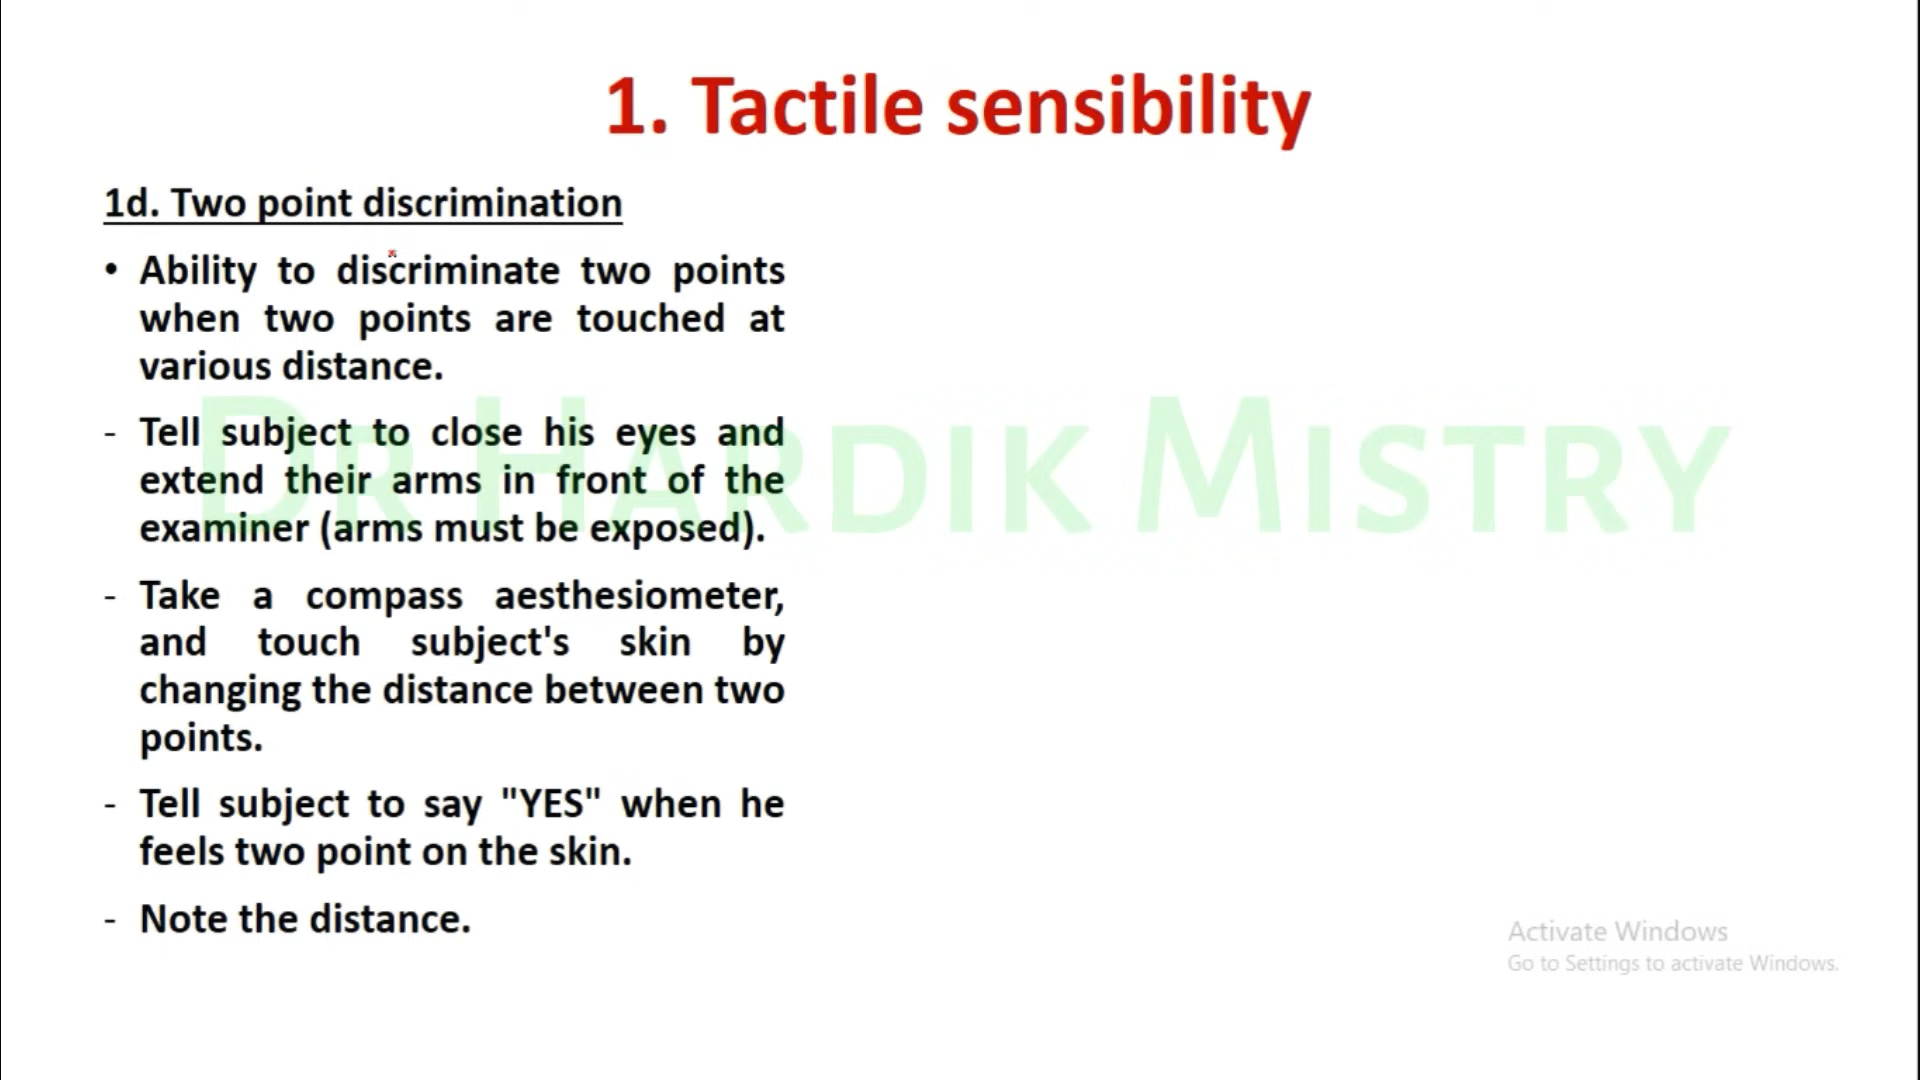 1. Tactile sensibility
1d. Two point discrimination
• Ability to discriminate two points
when two points are touched at
various distance.
- Tell subject to close his eyes and
extend their arms in front of the
examiner (arms must be exposed).
- Take a compass aesthesiometer,
and touch subject's skin by
changing the distance between two
points.
- Tell subject to say "YES" when he
feels two point on the skin.
- Note the distance.
DR HARDIK MISTRY
Activate Windows
Go to Settings to activate Windows.